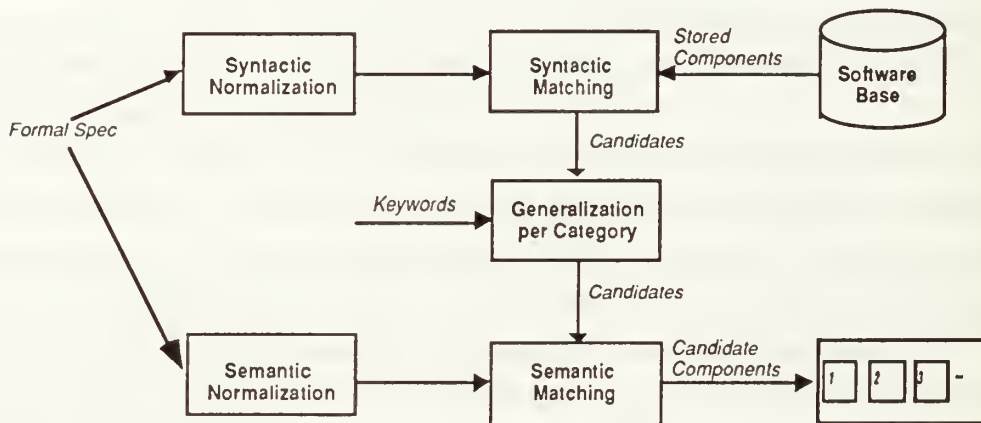 Syntactic
Normalization
Syntactic
Matching
Stored
Components
Software
Base
Formal Spec
Candidates
Keywords
Generalization
per Category
Candidates
Semantic
Normalization
Semantic
Matching
Candidate
Components
1 2 3 -